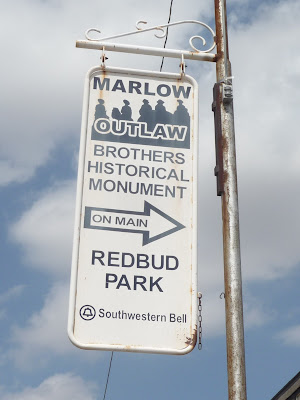 MARLOW
OUTLAW
BROTHERS
HISTORICAL
MONUMENT
ON MAIN
REDBUD
PARK
Southwestern Bell